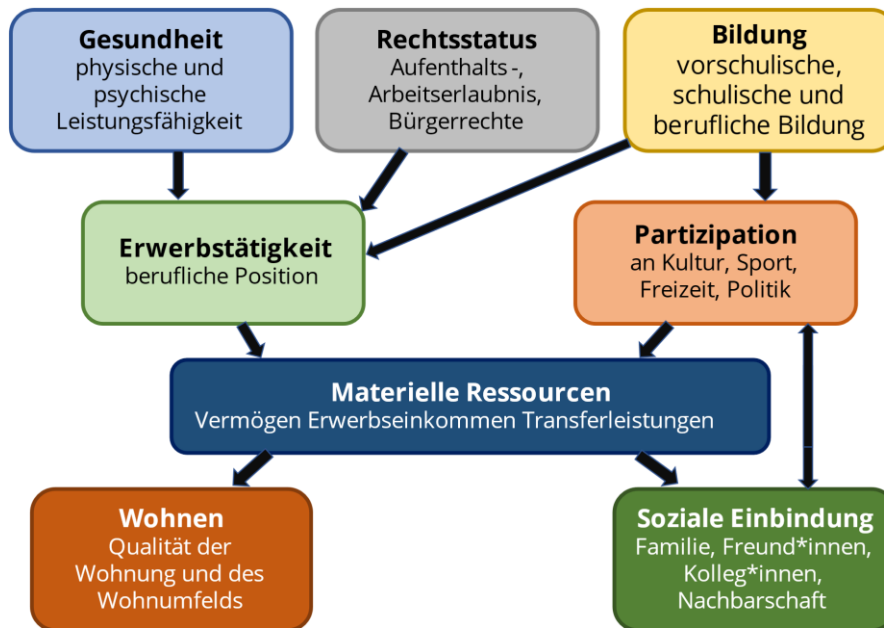 Gesundheit
physische und
psychische
Leistungsfähigkeit
Rechtsstatus
Aufenthalts-,
Arbeitserlaubnis,
Bürgerrechte
Bildung
vorschulische,
schulische und
berufliche Bildung
Erwerbstätigkeit
berufliche Position
Partizipation
an Kultur, Sport,
Freizeit, Politik
Materielle Ressourcen
Vermögen Erwerbseinkommen Transferleistungen
Wohnen
Qualität der
Wohnung und des
Wohnumfelds
Soziale Einbindung
Familie, Freund*innen,
Kolleg*innen,
Nachbarschaft